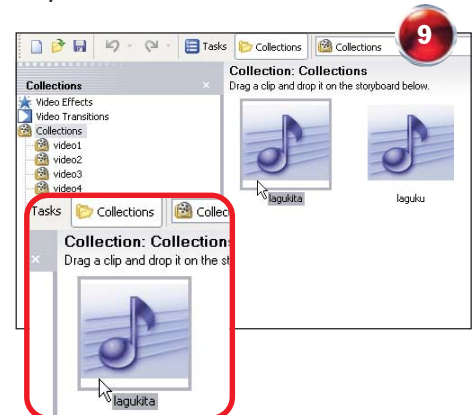 Tasks Collections Collections
9
Collections ×
Collection: Collections
Drag a clip and drop it on the storyboard below.
Video Effects
Video Transitions
Collections
video1
video2
video3
video4
lagukita laguku
Tasks Collections Collec
Collection: Collection
Drag a clip and drop it on the st
lagukita